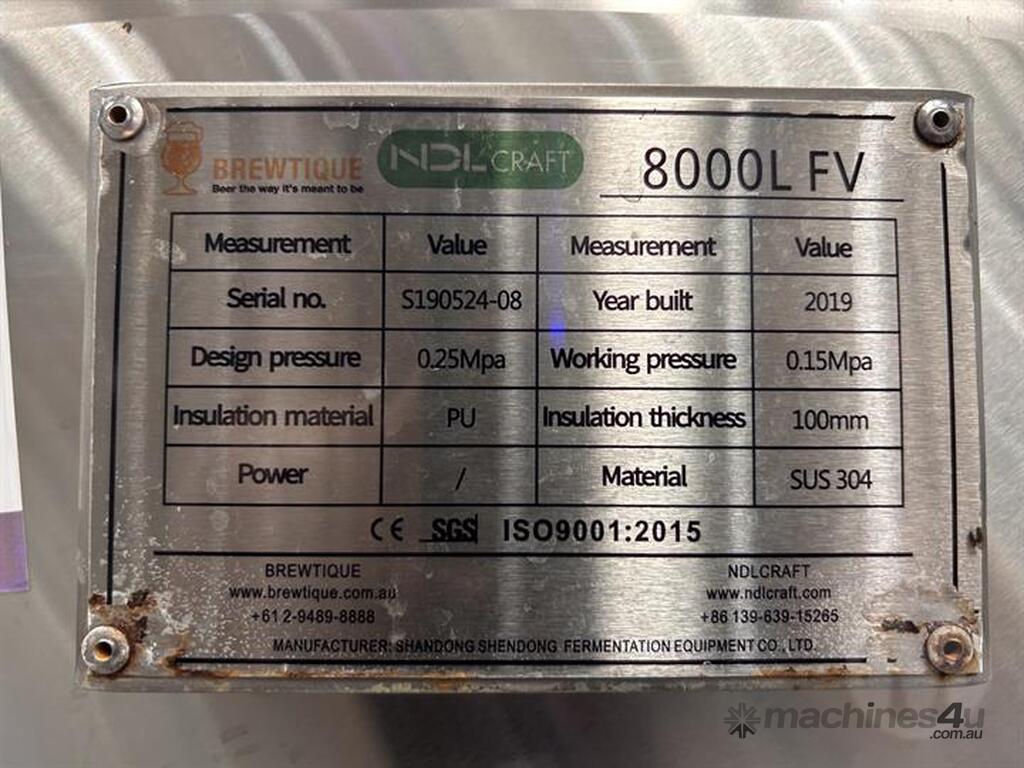 BREWTIQUE
Beer the way it's meant to be
NDL CRAFT
8000L FV
Measurement Value Measurement Value
Serial no. S190524-08 Year built 2019
Design pressure 0.25Mpa Working pressure 0.15Mpa
Insulation material PU Insulation thickness 100mm
Power / Material SUS 304
CE SGS ISO9001:2015
BREWTIQUE NDLCRAFT
www.brewtique.com.au www.ndlcraft.com
+61 2-9489-8888 +86 139-639-15265
MANUFACTURER: SHANDONG SHENDONG FERMENTATION EQUIPMENT CO., LTD.
machines4u
.com.au